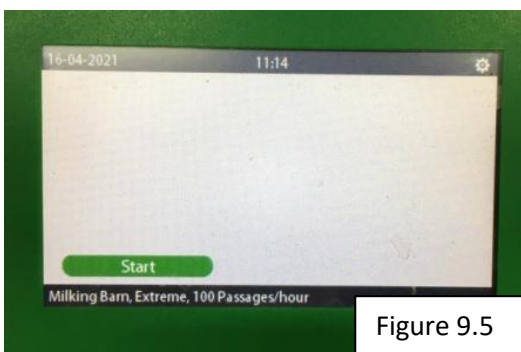 16-04-2021 11:14
Start
Milking Barn, Extreme, 100 Passages/hour
Figure 9.5